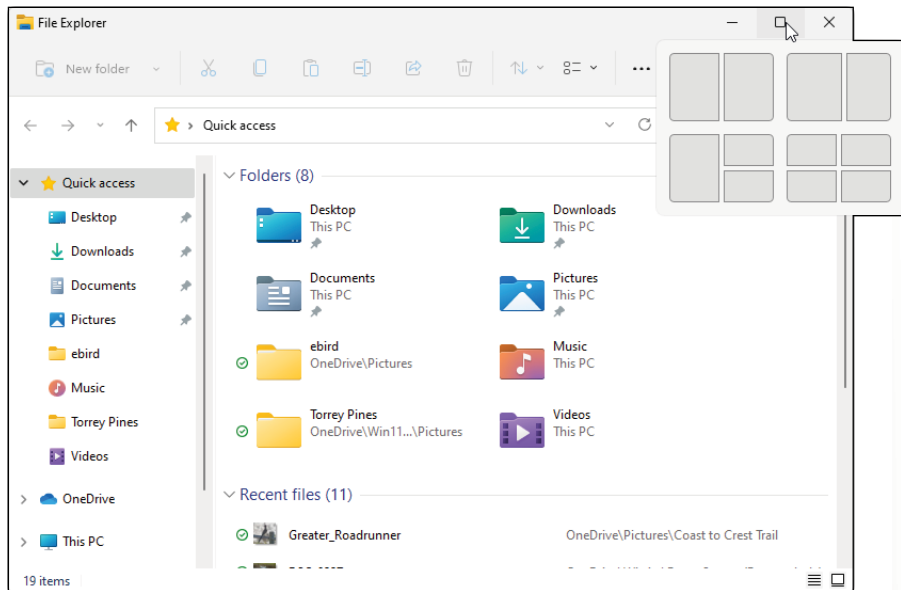 File Explorer
New folder
Quick access
Quick access
Desktop
Downloads
Documents
Pictures
ebird
Music
Torrey Pines
Videos
OneDrive
This PC
Folders (8)
Desktop
This PC
Downloads
This PC
Documents
This PC
Pictures
This PC
ebird
OneDrive\Pictures
Music
This PC
Torrey Pines
OneDrive\Win11...\Pictures
Videos
This PC
Recent files (11)
Greater_Roadrunner
OneDrive\Pictures\Coast to Crest Trail
19 items